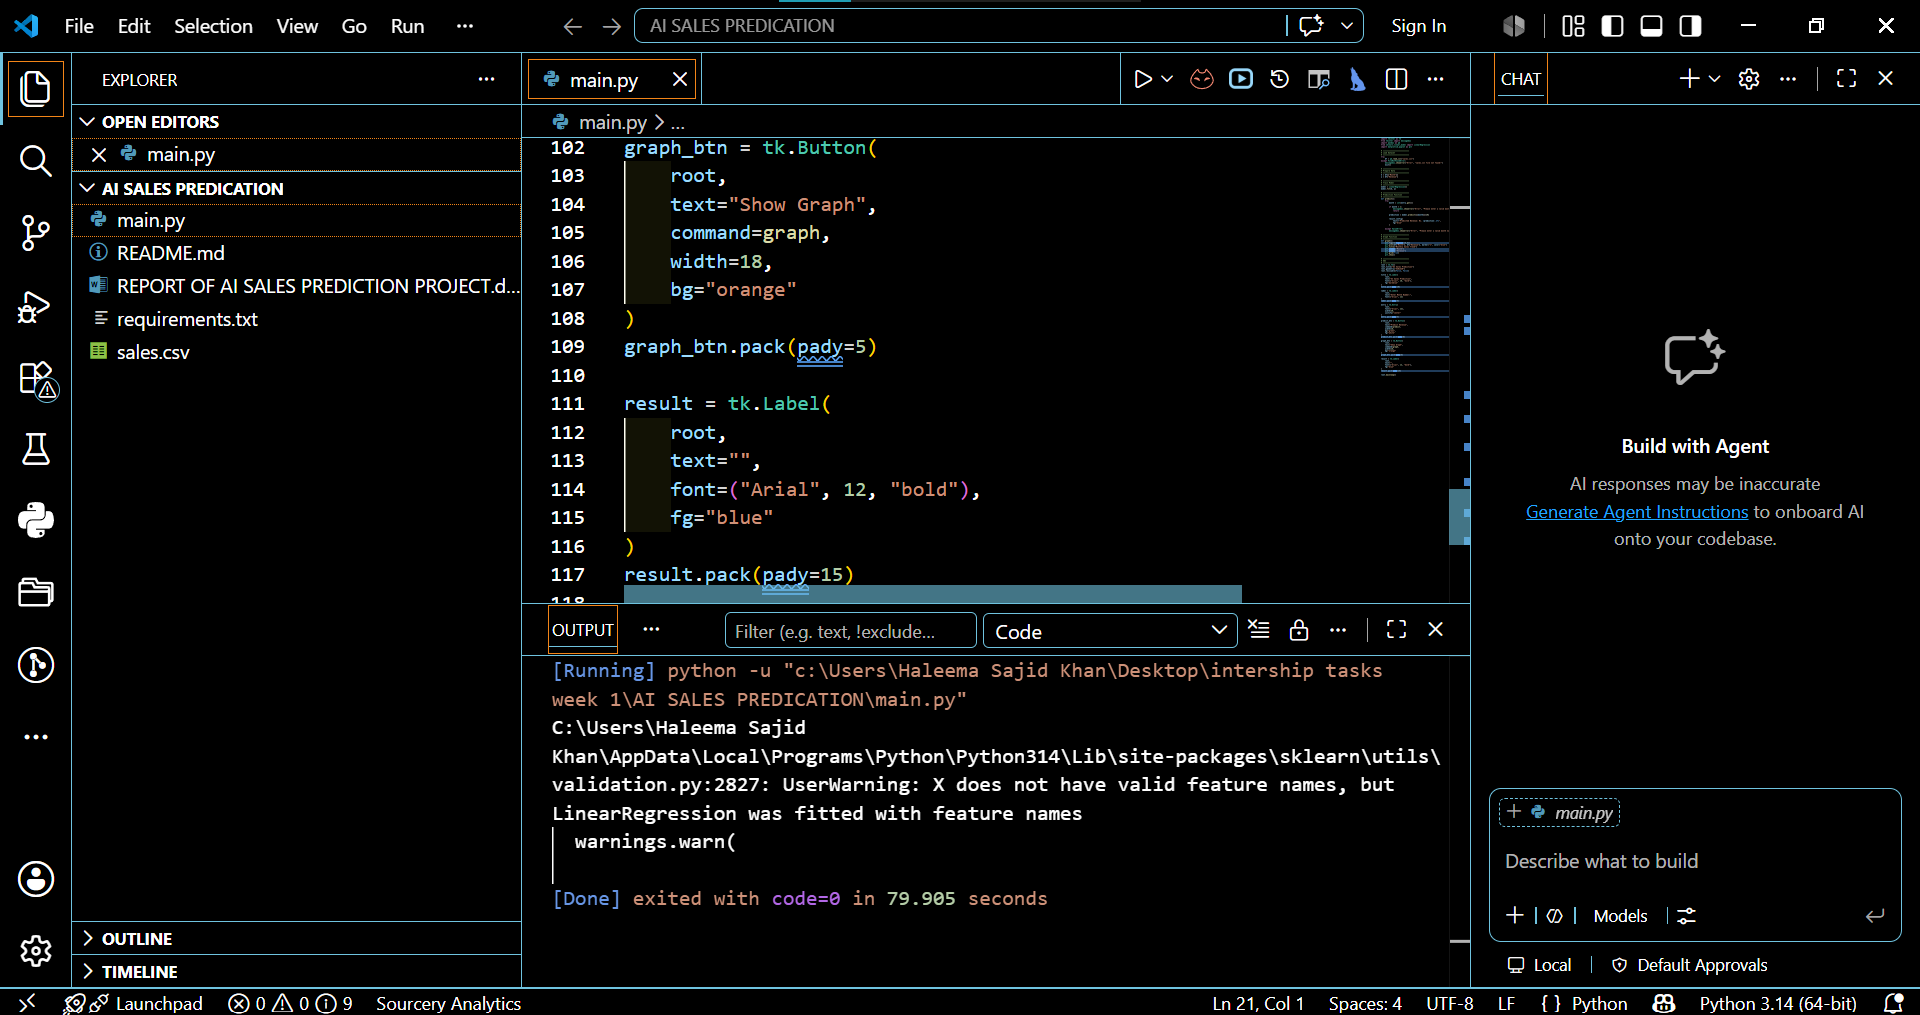 File Edit Selection View Go Run ···
AI SALES PREDICATION
Sign In
EXPLORER
OPEN EDITORS
main.py
AI SALES PREDICATION
main.py
README.md
REPORT OF AI SALES PREDICTION PROJECT.d...
requirements.txt
sales.csv
OUTLINE
TIMELINE
main.py
main.py > ...
102 graph_btn = tk.Button(
103     root,
104     text="Show Graph",
105     command=graph,
106     width=18,
107     bg="orange"
108 )
109 graph_btn.pack(pady=5)
110
111 result = tk.Label(
112     root,
113     text="",
114     font=("Arial", 12, "bold"),
115     fg="blue"
116 )
117 result.pack(pady=15)
118
OUTPUT
Filter (e.g. text, !exclude...
Code
[Running] python -u "c:\Users\Haleema Sajid Khan\Desktop\intership tasks
week 1\AI SALES PREDICATION\main.py"
C:\Users\Haleema Sajid
Khan\AppData\Local\Programs\Python\Python314\Lib\site-packages\sklearn\utils\
validation.py:2827: UserWarning: X does not have valid feature names, but
LinearRegression was fitted with feature names
  warnings.warn(
[Done] exited with code=0 in 79.905 seconds
CHAT
Build with Agent
AI responses may be inaccurate
Generate Agent Instructions to onboard AI
onto your codebase.
main.py
Describe what to build
Models
Local
Default Approvals
Launchpad
0 0 9
Sourcery Analytics
Ln 21, Col 1
Spaces: 4
UTF-8
LF
{ } Python
Python 3.14 (64-bit)